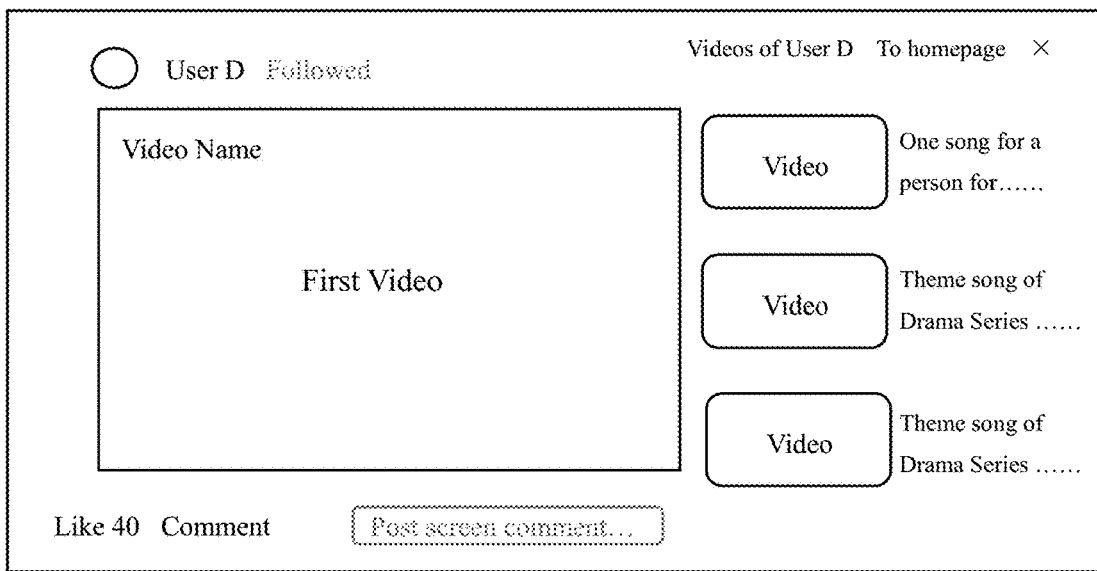 User D Followed
Videos of User D To homepage ×
Video Name
First Video
Video
One song for a
person for……
Video
Theme song of
Drama Series ……
Video
Theme song of
Drama Series ……
Like 40 Comment
Post screen comment…